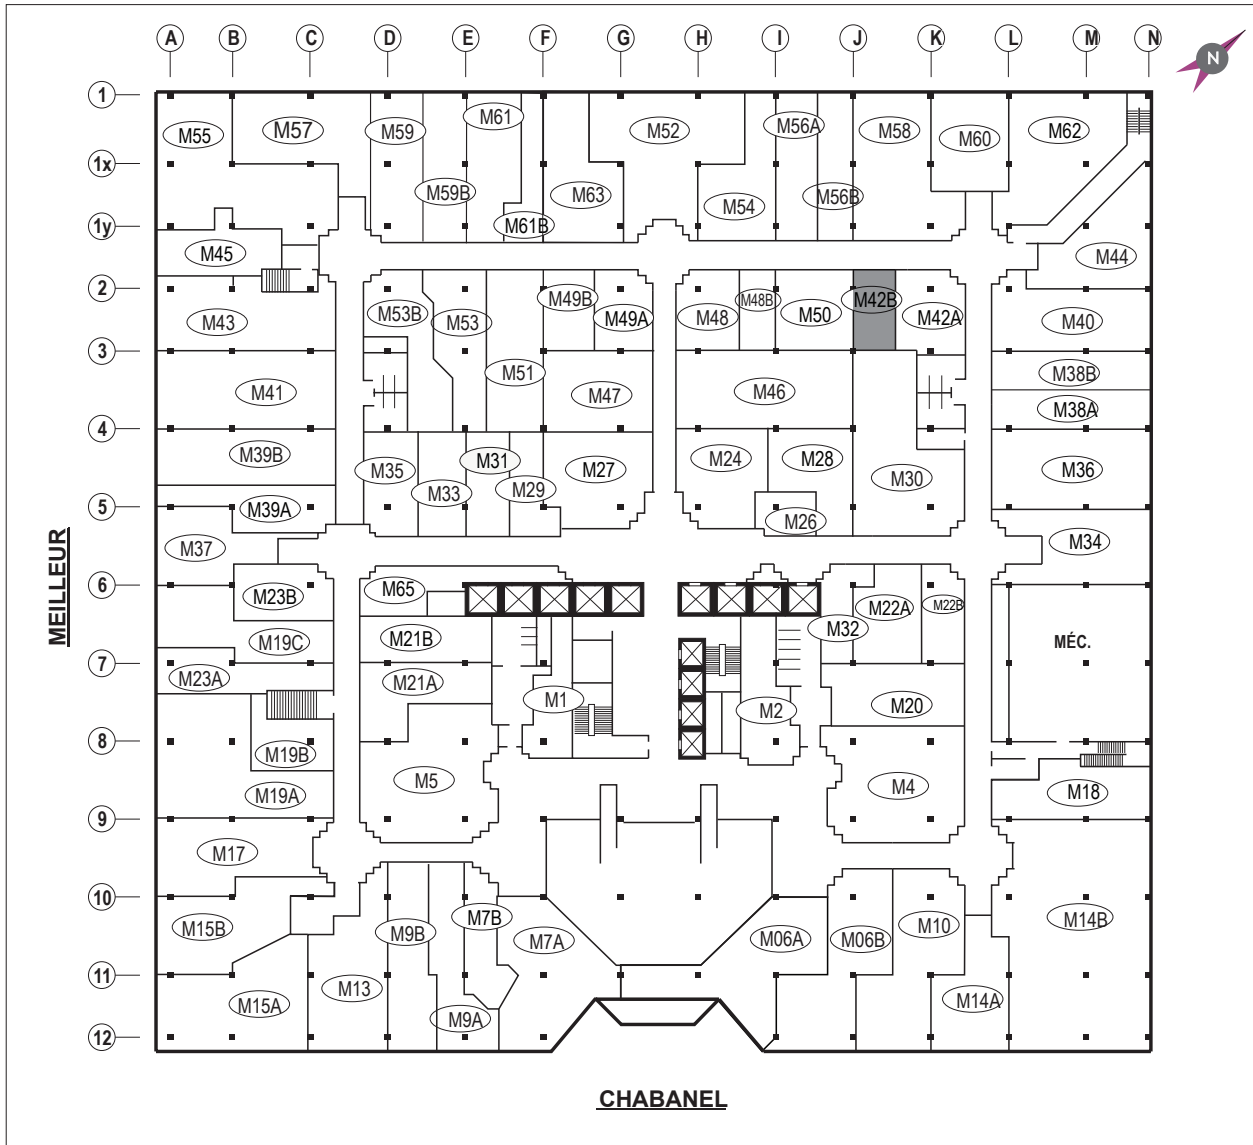 A B C D E F G H I J K L M N
N
1
M55 M57 M59 M61 M52 M56A M58 M60 M62
1x
M59B M63 M54 M56B
1y
M61B
M45 M44
2
M53B M49B M48B M42B
M43 M53 M49A M48 M50 M42A M40
3
M51 M38B
M41 M47 M46 M38A
4
M39B M35 M31 M27 M24 M28 M36
M33 M29 M30
5
M39A M26
M37 M34
6
M23B M65 M22A M22B
M19C M21B M32 MÉC.
7
M23A M21A M1 M2 M20
8
M19B M5 M4 M18
M19A
9
M17
10
M15B M9B M7B M7A M06A M06B M10 M14B
11
M15A M13 M9A M14A
12
MEILLEUR
CHABANEL